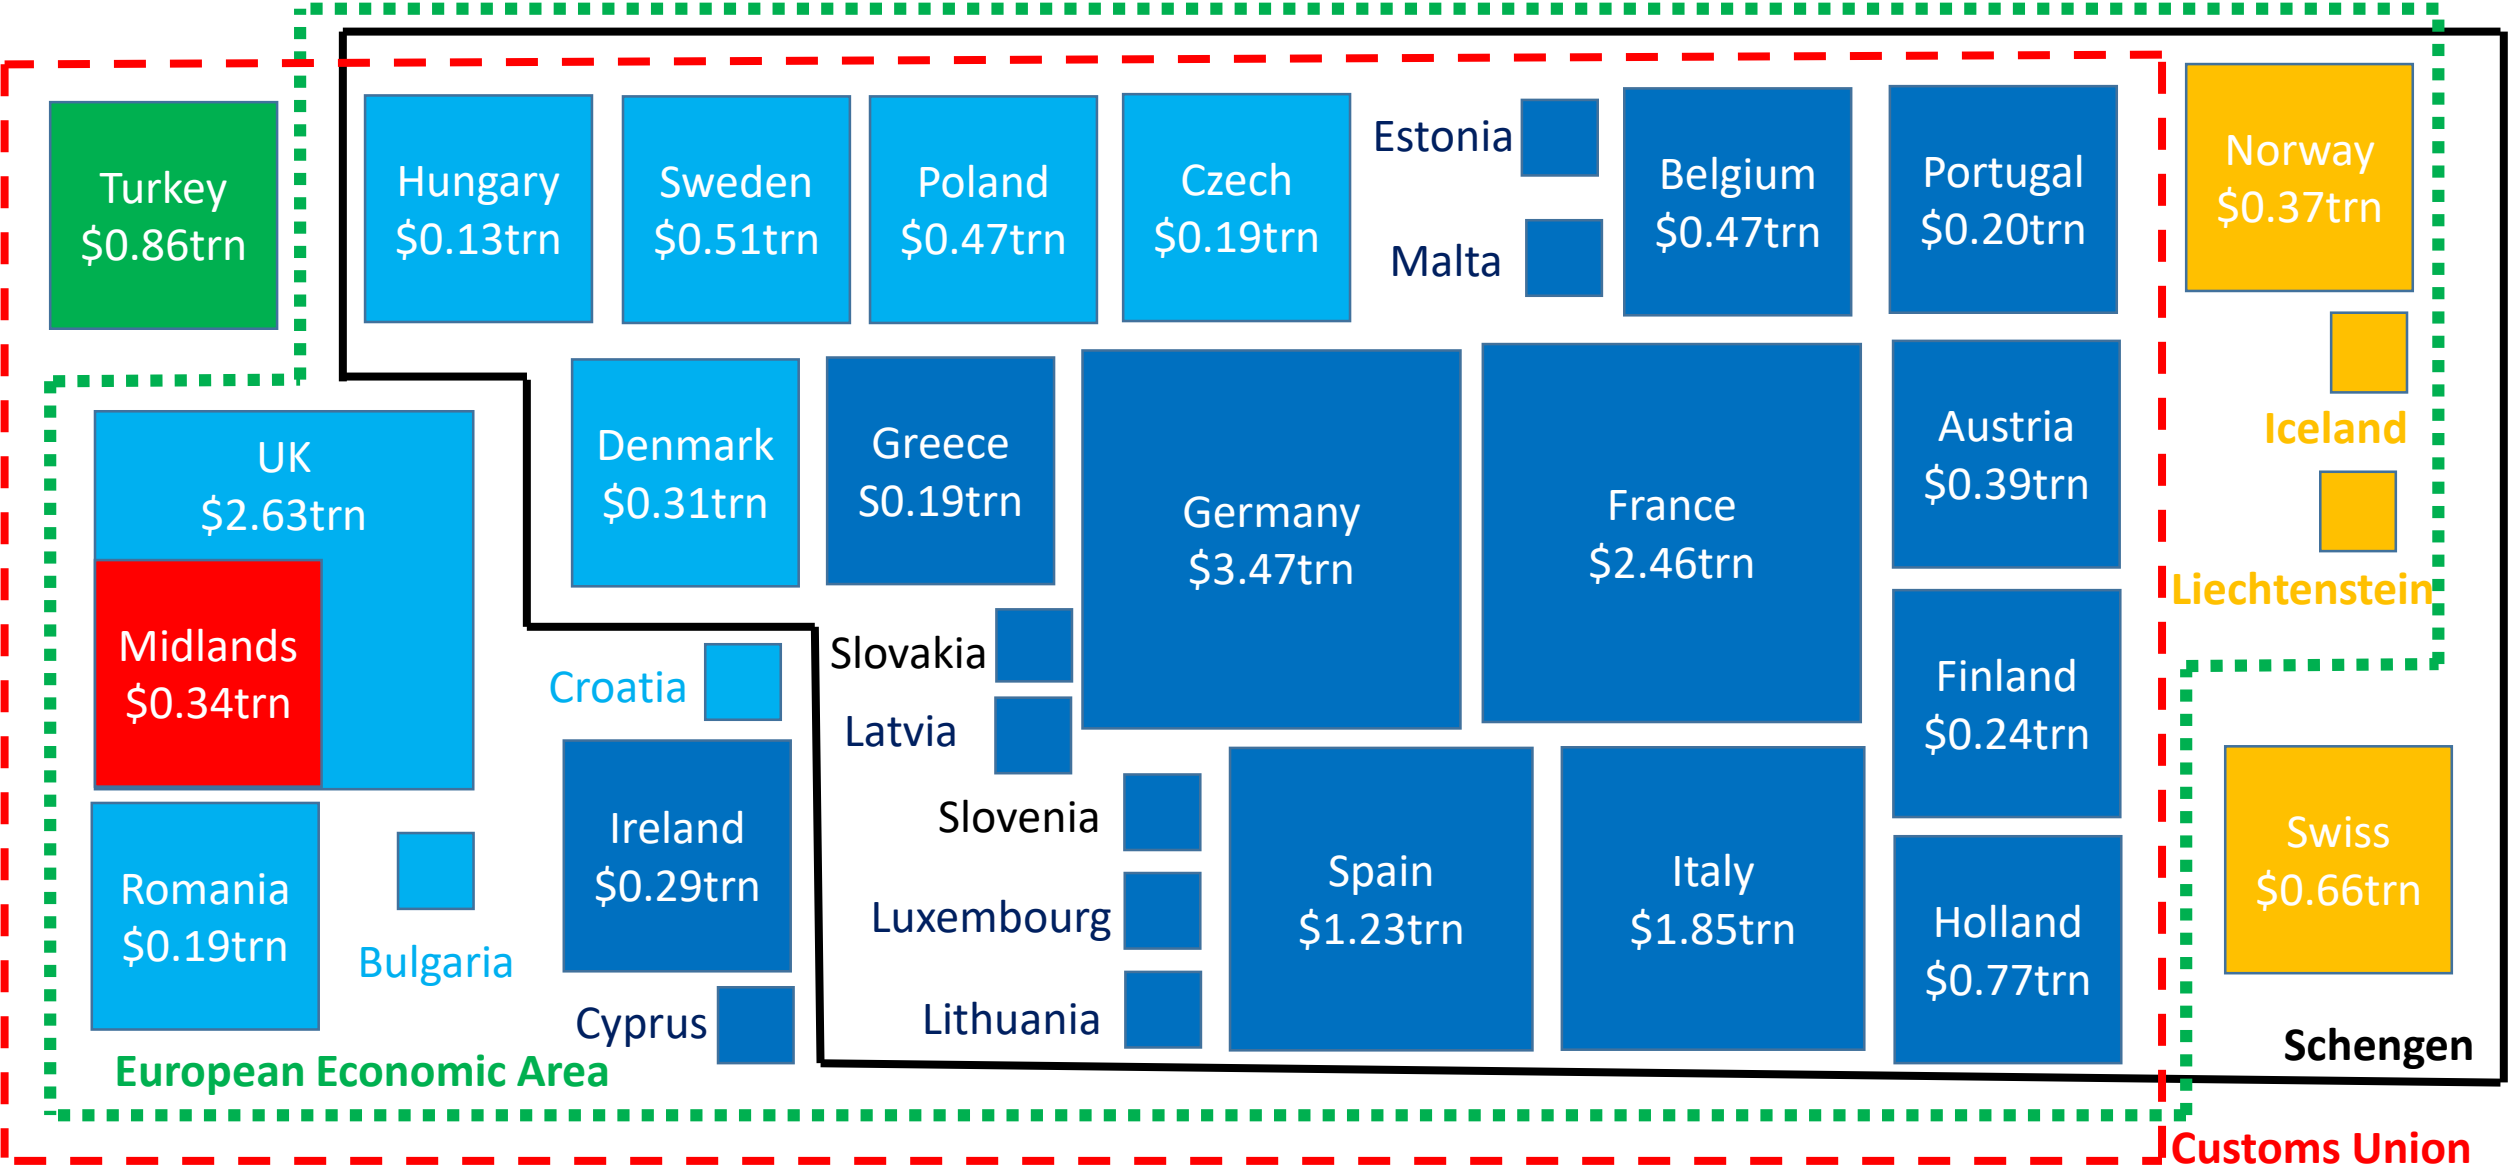 Turkey
$0.86trn
Hungary
$0.13trn
Sweden
$0.51trn
Poland
$0.47trn
Czech
$0.19trn
Estonia
Malta
Belgium
$0.47trn
Portugal
$0.20trn
Norway
$0.37trn
UK
$2.63trn
Midlands
$0.34trn
Denmark
$0.31trn
Greece
S0.19trn
Germany
$3.47trn
France
$2.46trn
Austria
$0.39trn
Iceland
Liechtenstein
Slovakia
Croatia
Latvia
Finland
$0.24trn
Romania
$0.19trn
Bulgaria
Ireland
$0.29trn
Cyprus
Slovenia
Luxembourg
Lithuania
Spain
$1.23trn
Italy
$1.85trn
Holland
$0.77trn
Swiss
$0.66trn
Schengen
European Economic Area
Customs Union